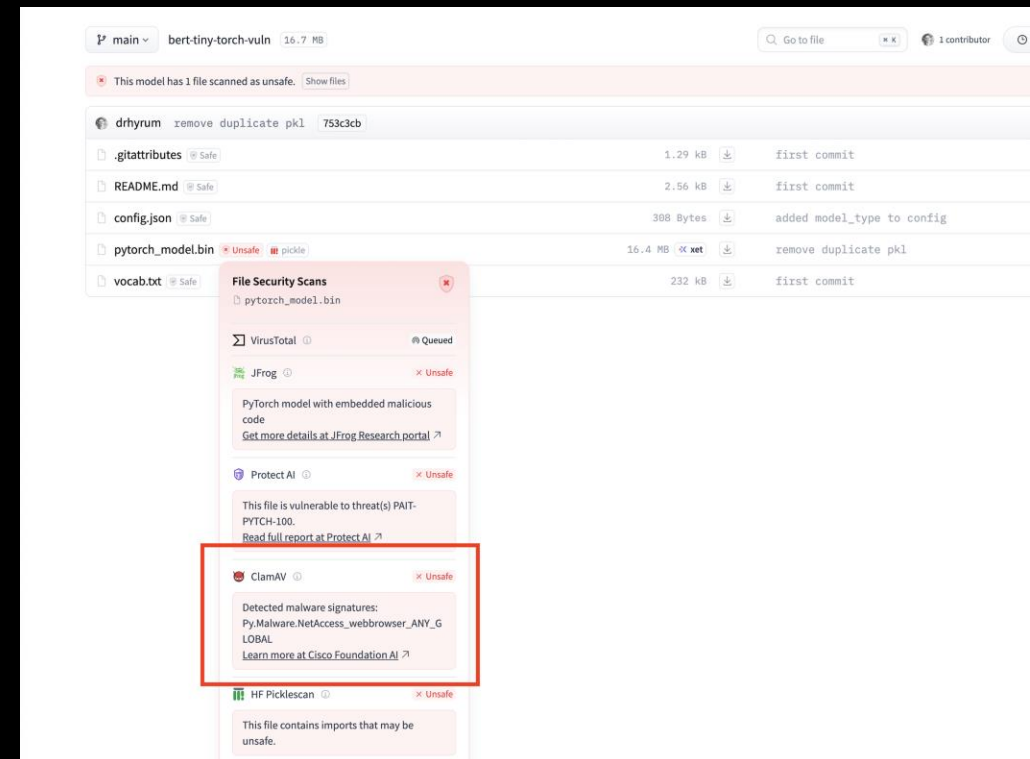 main bert-tiny-torch-vuln 16.7 MB Go to file ⌘ K 1 contributor
This model has 1 file scanned as unsafe. Show files
drhyrum remove duplicate pkl 753c3cb
.gitattributes Safe 1.29 kB first commit
README.md Safe 2.56 kB first commit
config.json Safe 308 Bytes added model_type to config
pytorch_model.bin Unsafe pickle 16.4 MB xet remove duplicate pkl
vocab.txt Safe 232 kB first commit
File Security Scans
pytorch_model.bin
VirusTotal Queued
JFrog Unsafe
PyTorch model with embedded malicious
code
Get more details at JFrog Research portal
Protect AI Unsafe
This file is vulnerable to threat(s) PAIT-
PYTCH-100.
Read full report at Protect AI
ClamAV Unsafe
Detected malware signatures:
Py.Malware.NetAccess_webbrowser_ANY_G
LOBAL
Learn more at Cisco Foundation AI
HF Picklescan Unsafe
This file contains imports that may be
unsafe.